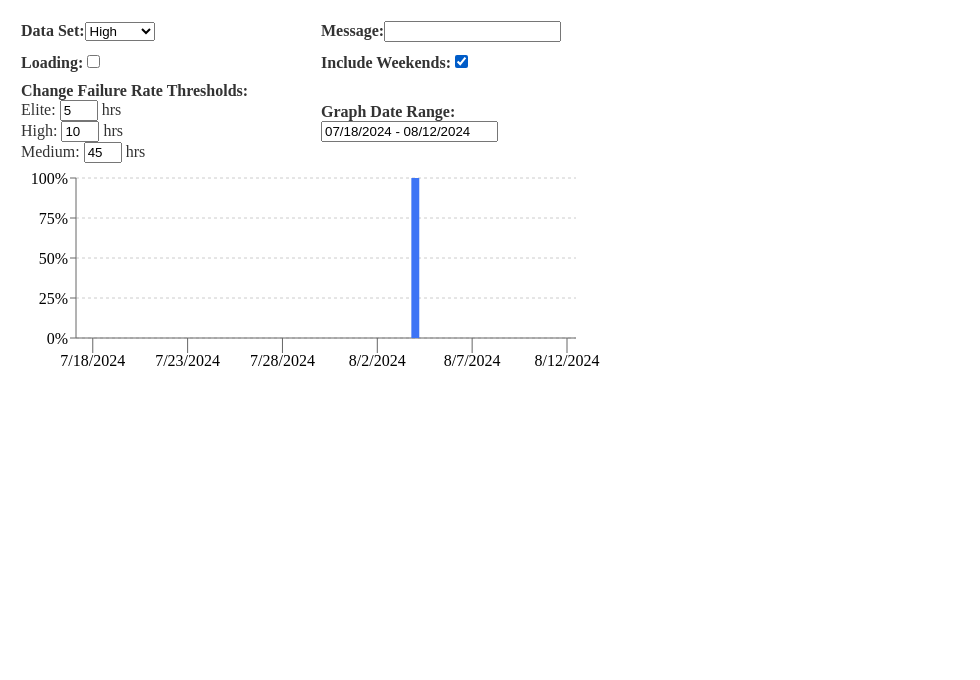 Data Set: High
Message:
Loading:
Include Weekends:
Change Failure Rate Thresholds:
Elite: 5 hrs
High: 10 hrs
Medium: 45 hrs
Graph Date Range:
07/18/2024 - 08/12/2024
100%
75%
50%
25%
0%
7/18/2024 7/23/2024 7/28/2024 8/2/2024 8/7/2024 8/12/2024